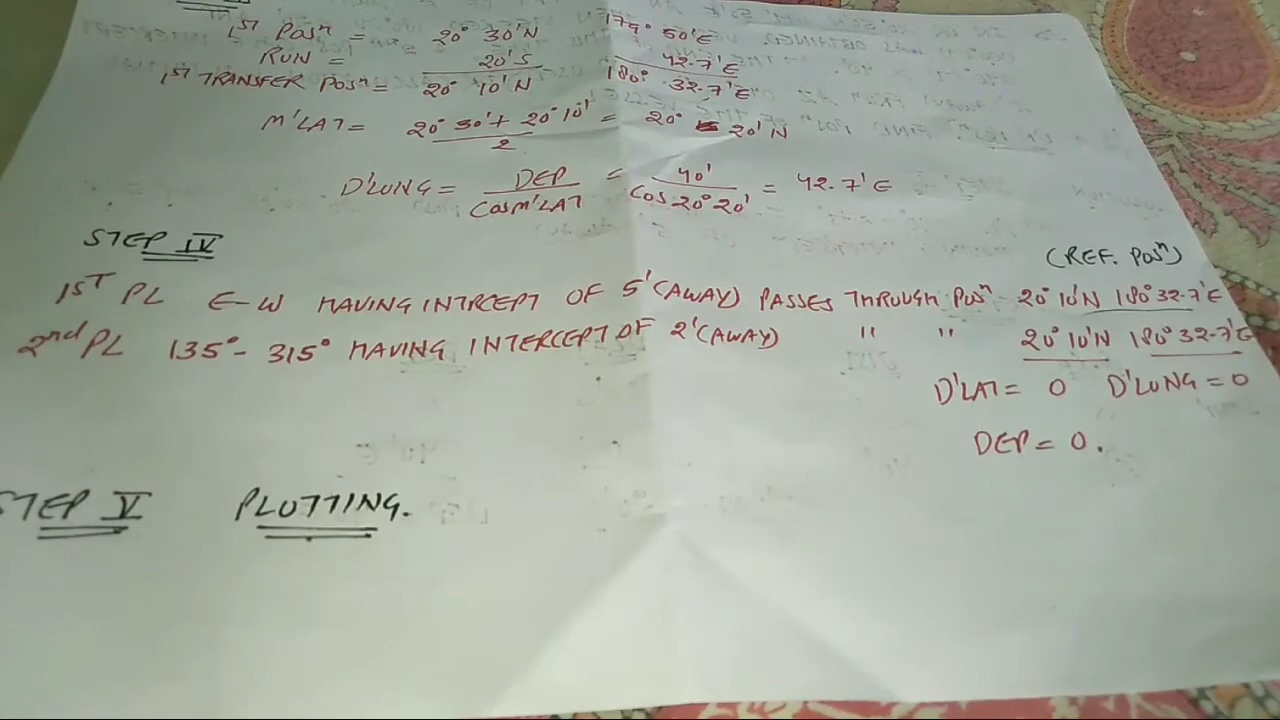 1ST POSⁿ = 20° 30'N 179° 50'E
RUN = 20'S 42.7'E
1ST TRANSFER POSⁿ = 20° 10'N 180° 32.7'E
M'LAT = 20° 30' + 20° 10' / 2 = 20° 20'N
D'LONG = DEP / COSM'LAT = 40' / COS 20° 20' = 42.7'E
STEP IV
(REF. POSⁿ)
1ST PL E-W HAVING INTRCEPT OF 5'(AWAY) PASSES THROUGH POSⁿ 20° 10'N 180° 32.7'E
2nd PL 135° - 315° HAVING INTERCEPT OF 2'(AWAY) " " 20° 10'N 180° 32.7'E
D'LAT = 0 D'LONG = 0
DEP = 0.
STEP V PLOTTING.